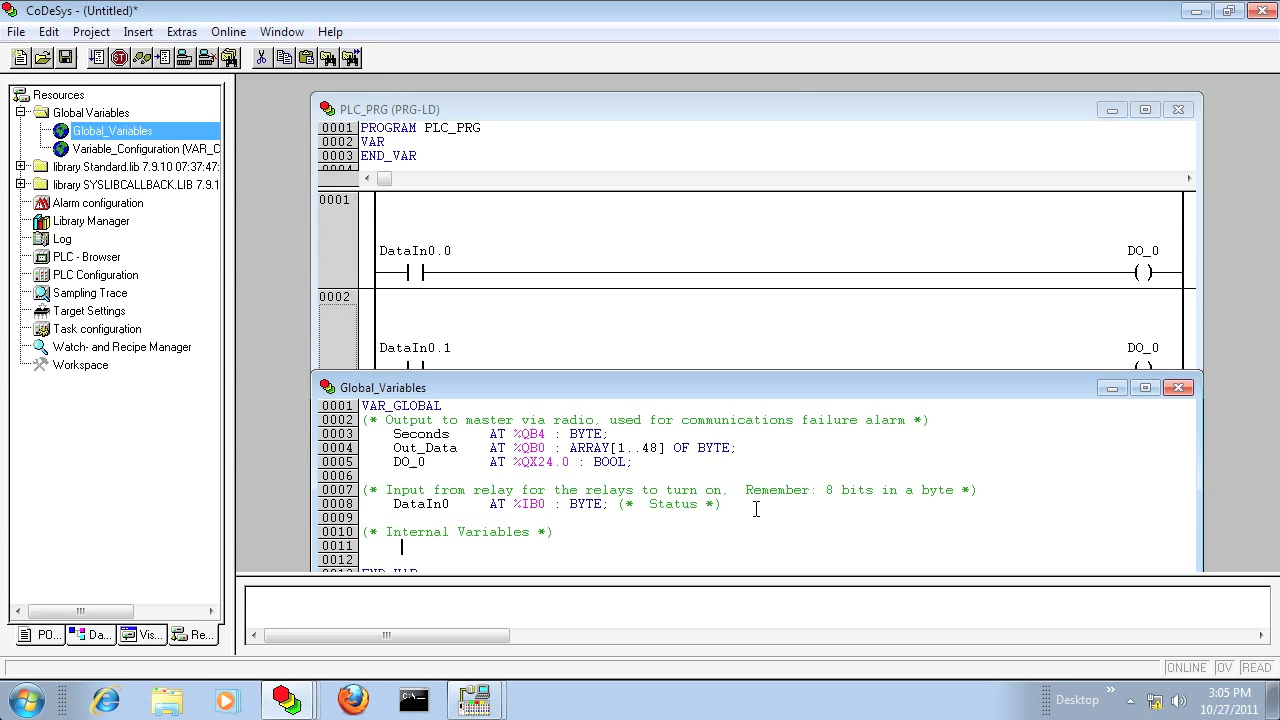 CoDeSys - (Untitled)*
File Edit Project Insert Extras Online Window Help
Resources
Global Variables
Global_Variables
Variable_Configuration (VAR_C
library Standard.lib 7.9.10 07:37:47:
library SYSLIBCALLBACK.LIB 7.9.1
Alarm configuration
Library Manager
Log
PLC - Browser
PLC Configuration
Sampling Trace
Target Settings
Task configuration
Watch- and Recipe Manager
Workspace
PO... Da... Vis... Re...
PLC_PRG (PRG-LD)
0001 PROGRAM PLC_PRG
0002 VAR
0003 END_VAR
0004
0001
DataIn0.0 DO_0
0002
DataIn0.1 DO_0
Global_Variables
0001 VAR_GLOBAL
0002 (* Output to master via radio, used for communications failure alarm *)
0003 Seconds AT %QB4 : BYTE;
0004 Out_Data AT %QB0 : ARRAY[1..48] OF BYTE;
0005 DO_0 AT %QX24.0 : BOOL;
0006
0007 (* Input from relay for the relays to turn on, Remember: 8 bits in a byte *)
0008 DataIn0 AT %IB0 : BYTE; (* Status *)
0009
0010 (* Internal Variables *)
0011
0012
0013 END_VAR
ONLINE OV READ
Desktop
3:05 PM
10/27/2011